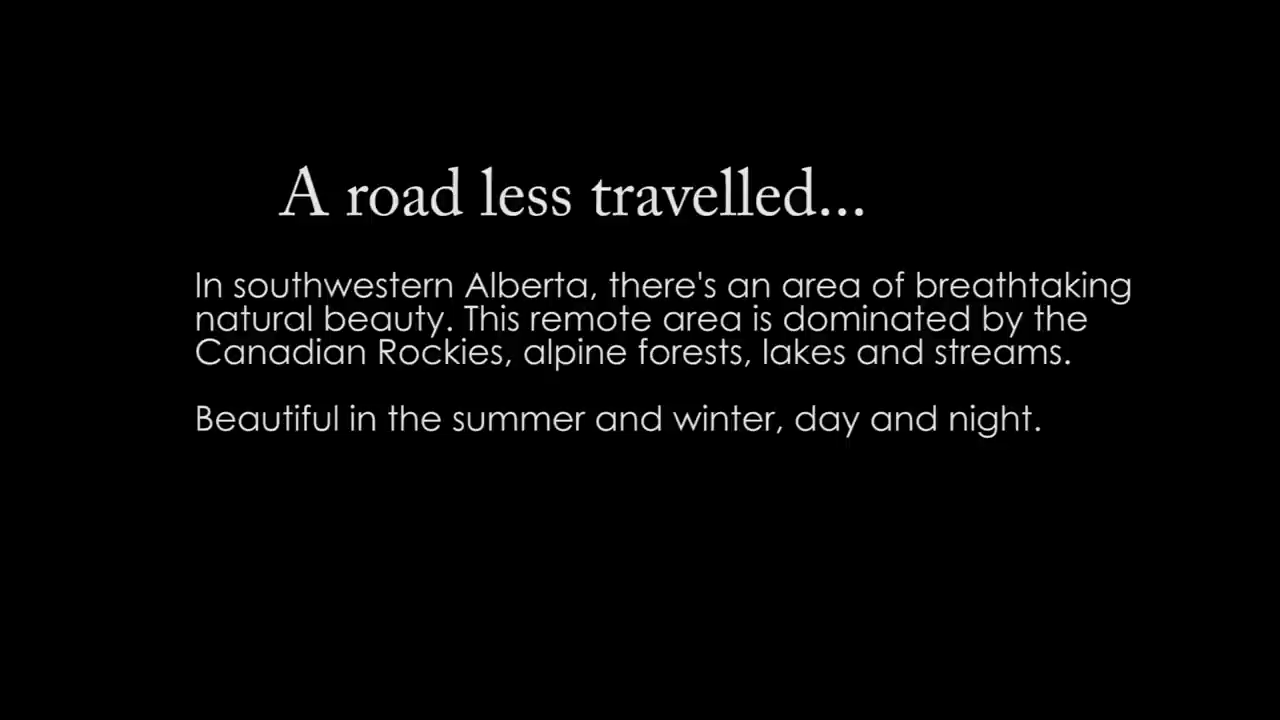 A road less travelled...
In southwestern Alberta, there's an area of breathtaking
natural beauty. This remote area is dominated by the
Canadian Rockies, alpine forests, lakes and streams.
Beautiful in the summer and winter, day and night.